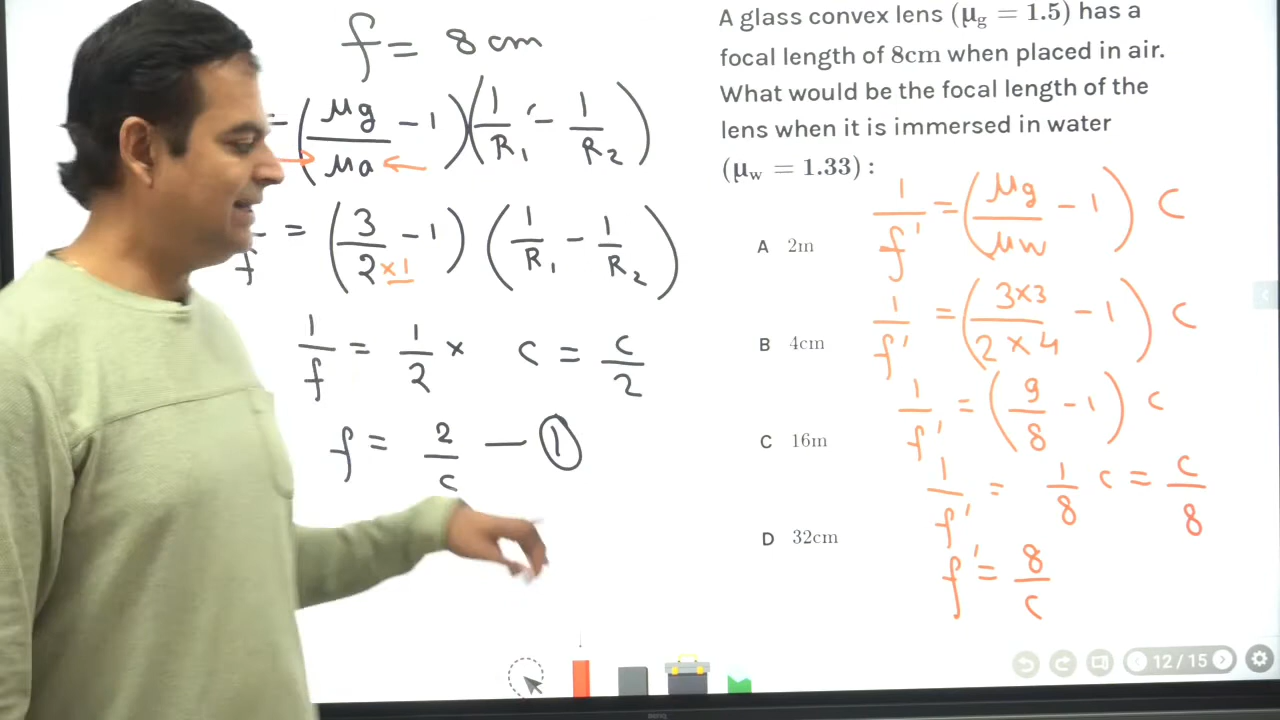 f = 8 cm
= (μg/μa - 1) (1/R₁ - 1/R₂)
/f = (3/2×1 - 1) (1/R₁ - 1/R₂)
1/f = 1/2 × c = c/2
f = 2/c — ①
A glass convex lens (μg = 1.5) has a
focal length of 8cm when placed in air.
What would be the focal length of the
lens when it is immersed in water
(μw = 1.33) :
A 2m
B 4cm
C 16m
D 32cm
1/f' = (μg/μw - 1) C
1/f' = (3×3/2×4 - 1) C
1/f' = (9/8 - 1) C
1/f' = 1/8 C = C/8
f' = 8/C
12 / 15